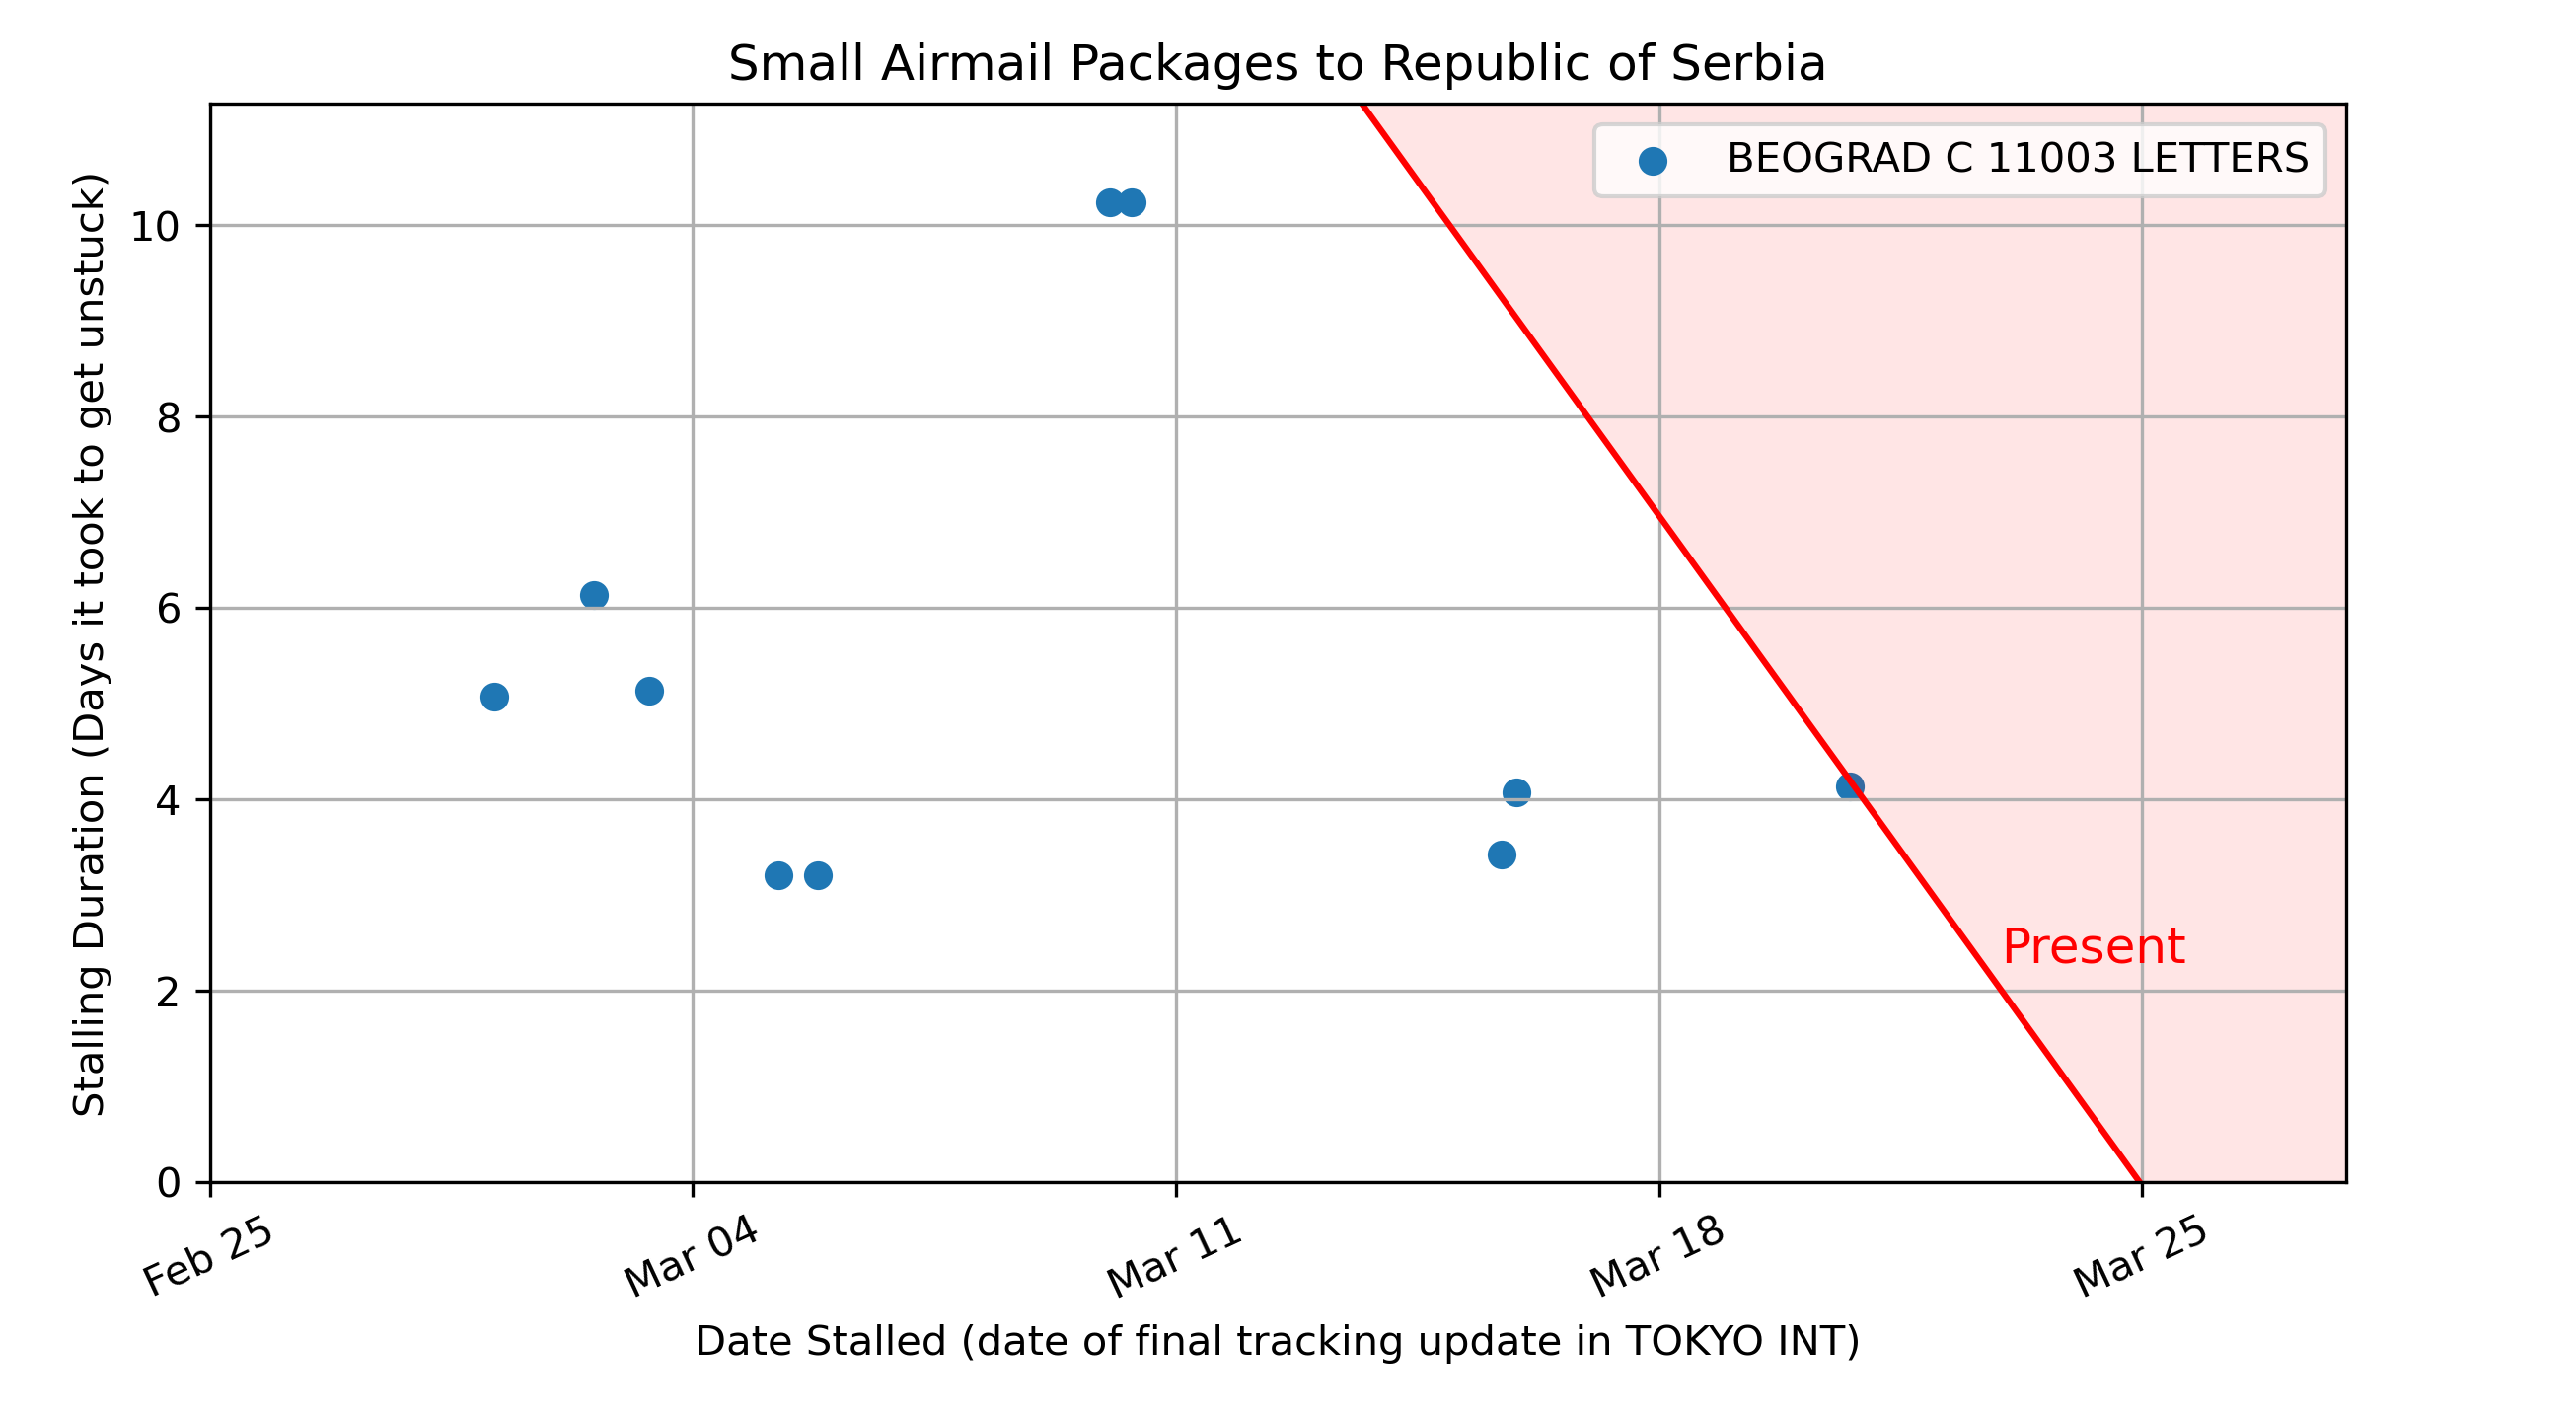 Small Airmail Packages to Republic of Serbia
BEOGRAD C 11003 LETTERS
Stalling Duration (Days it took to get unstuck)
10
8
6
4
2
0
Present
Feb 25
Mar 04
Mar 11
Mar 18
Mar 25
Date Stalled (date of final tracking update in TOKYO INT)